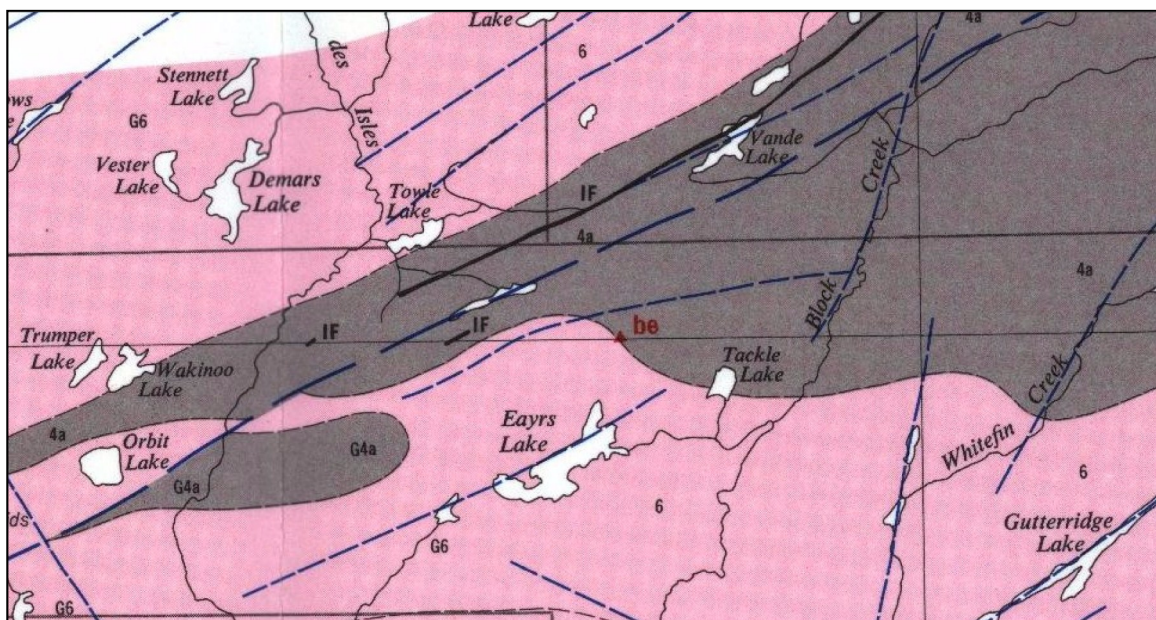 Lake
des
4a
6
Stennett
Lake
Isles
G6
Vester
Lake
Demars
Lake
Vande
Lake
Creek
Towle
Lake
IF
4a
4a
Block
IF
IF
be
Trumper
Lake
Wakinoo
Lake
Tackle
Lake
Creek
4a
Orbit
Lake
G4a
G4a
Eayrs
Lake
Whitefin
6
6
G6
Gutterridge
Lake
G6